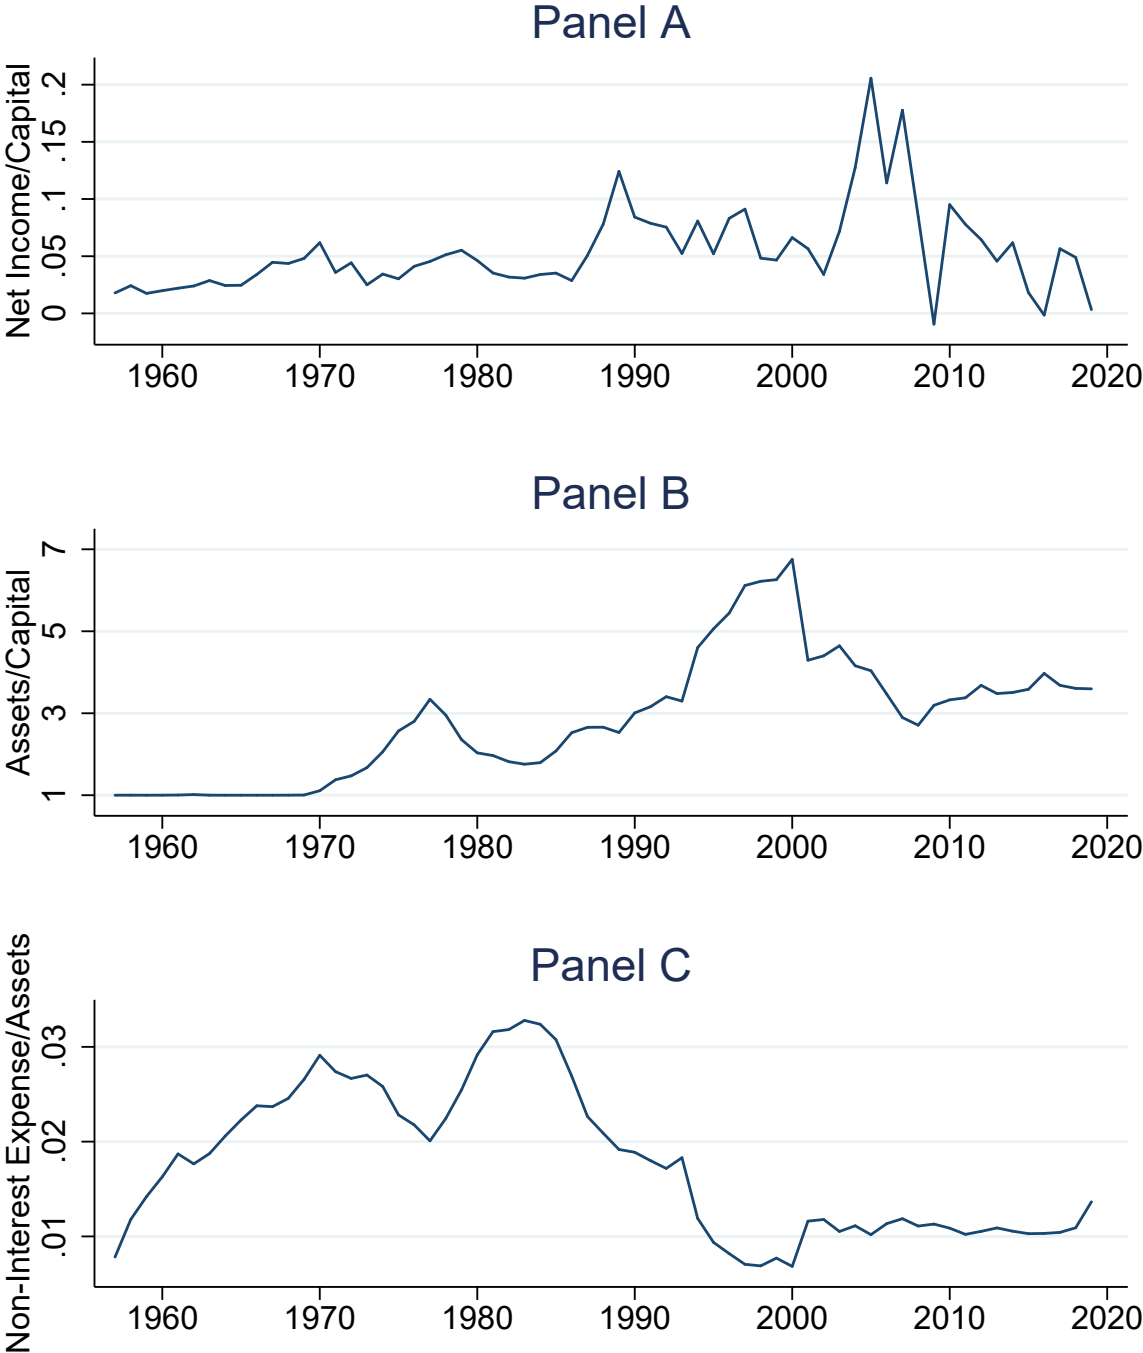 Panel A
Net Income/Capital
.2
.15
.1
.05
0
1960 1970 1980 1990 2000 2010 2020
Panel B
Assets/Capital
7
5
3
1
1960 1970 1980 1990 2000 2010 2020
Panel C
Non-Interest Expense/Assets
.03
.02
.01
1960 1970 1980 1990 2000 2010 2020